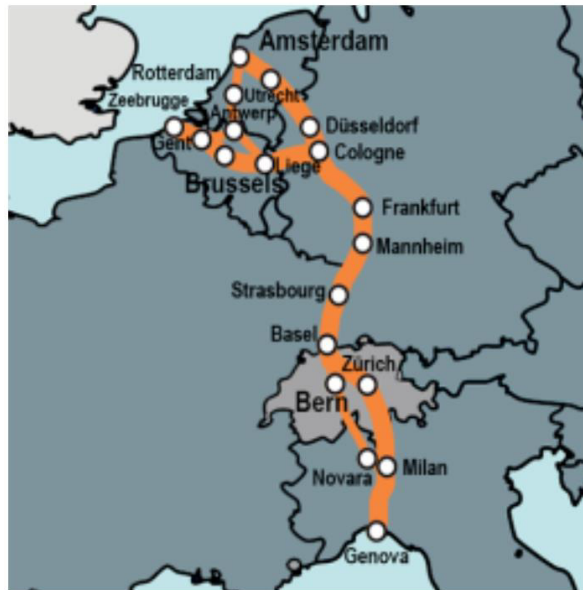 Amsterdam
Rotterdam
Utrecht
Zeebrugge
Antwerp
Düsseldorf
Gent
Cologne
Liege
Brussels
Frankfurt
Mannheim
Strasbourg
Basel
Zürich
Bern
Novara
Milan
Genova